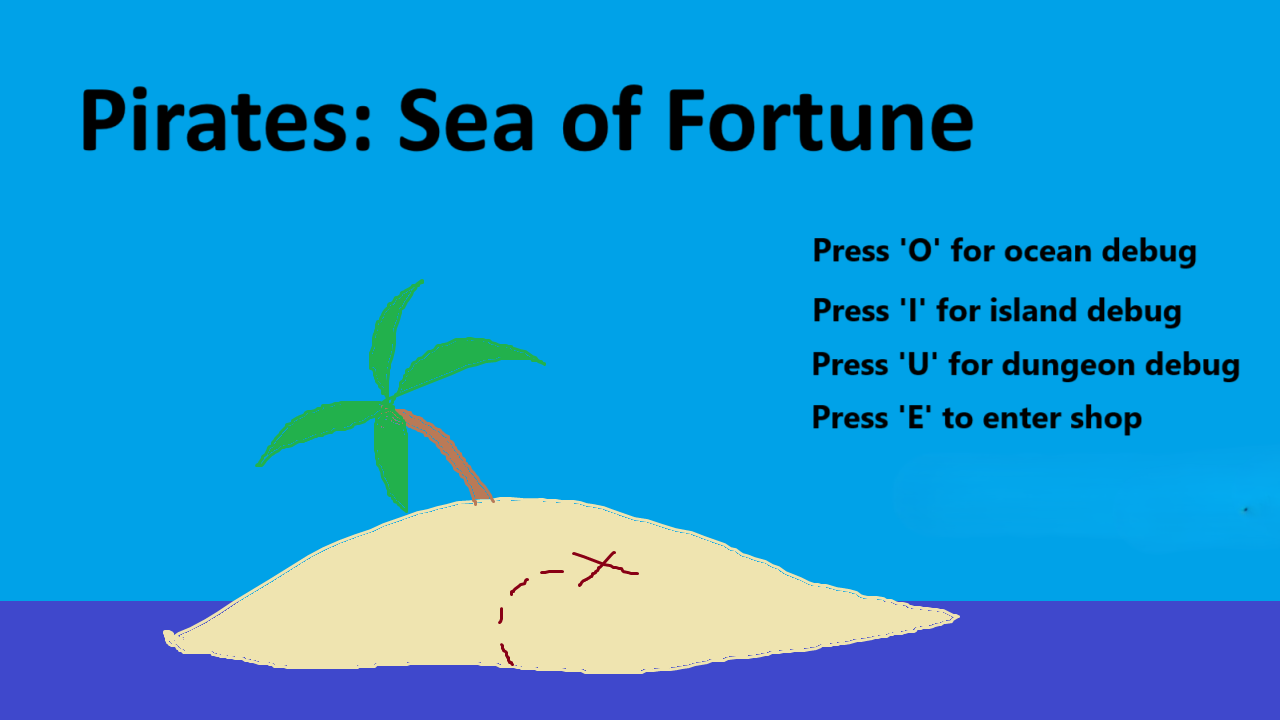 Pirates: Sea of Fortune
Press 'O' for ocean debug
Press 'I' for island debug
Press 'U' for dungeon debug
Press 'E' to enter shop